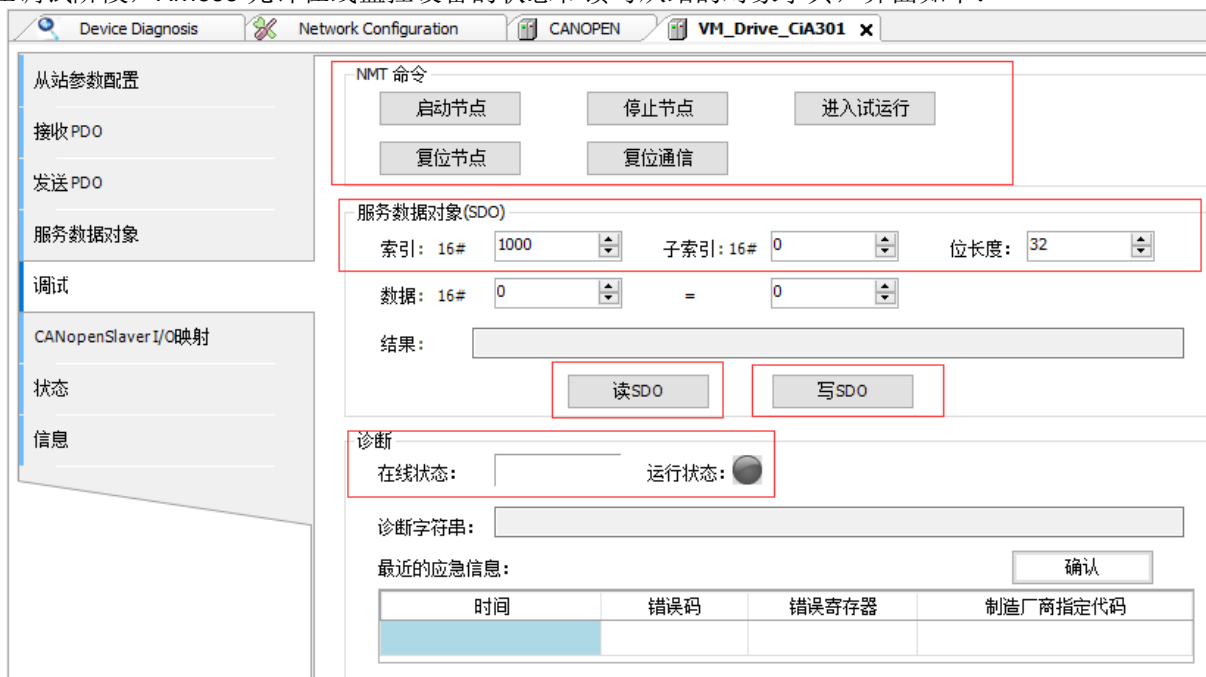 Device Diagnosis Network Configuration CANOPEN VM_Drive_CiA301 x
从站参数配置
接收PDO
发送PDO
服务数据对象
调试
CANopenSlaver I/O映射
状态
信息
NMT 命令
启动节点 停止节点 进入试运行
复位节点 复位通信
服务数据对象(SDO)
索引: 16# 1000 子索引:16# 0 位长度: 32
数据: 16# 0 = 0
结果:
读SDO 写SDO
诊断
在线状态: 运行状态:
诊断字符串:
最近的应急信息: 确认
时间 错误码 错误寄存器 制造厂商指定代码